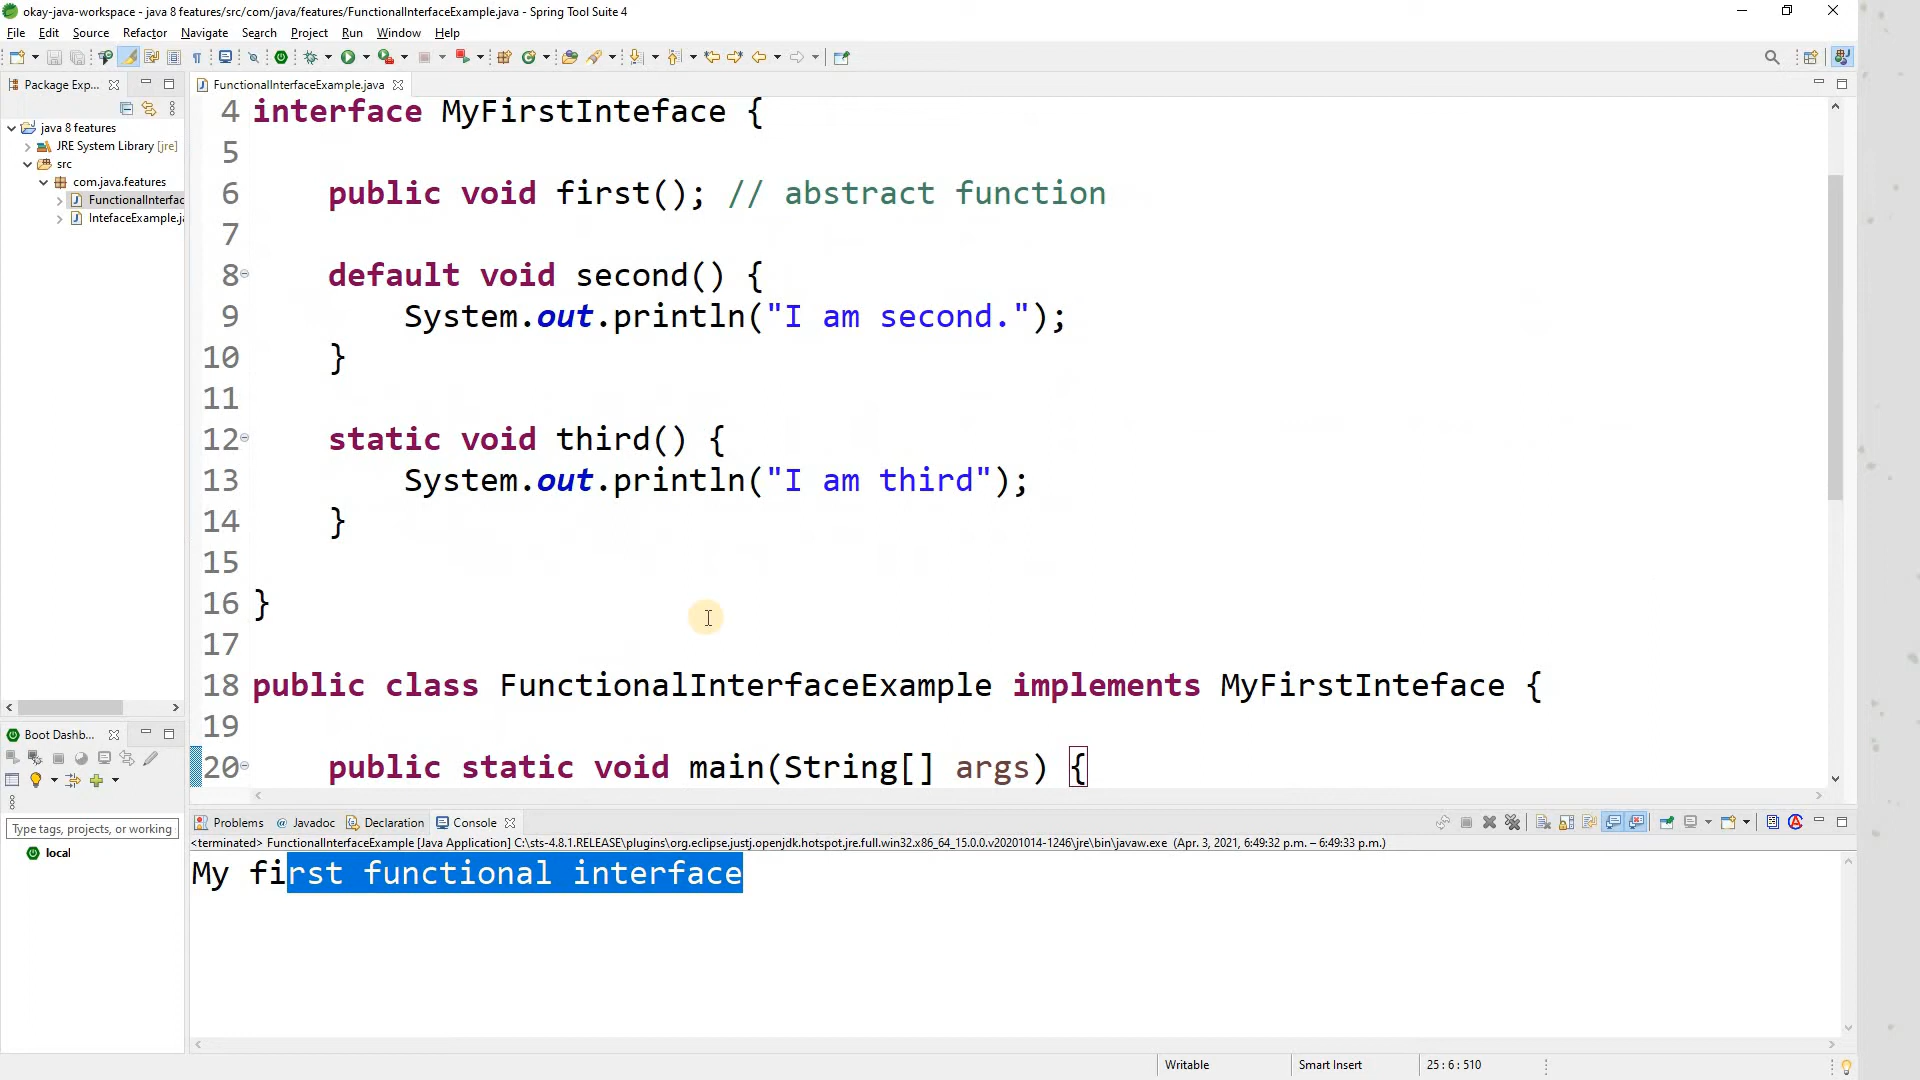 okay-java-workspace - java 8 features/src/com/java/features/FunctionalInterfaceExample.java - Spring Tool Suite 4
File Edit Source Refactor Navigate Search Project Run Window Help
Package Exp...
FunctionalInterfaceExample.java
java 8 features
JRE System Library [jre]
src
com.java.features
FunctionalInterfac
IntefaceExample.ja
4 interface MyFirstInteface {
5
6 public void first(); // abstract function
7
8 default void second() {
9 System.out.println("I am second.");
10 }
11
12 static void third() {
13 System.out.println("I am third");
14 }
15
16 }
17
18 public class FunctionalInterfaceExample implements MyFirstInteface {
19
20 public static void main(String[] args) {
Boot Dashb...
Type tags, projects, or working
local
Problems @ Javadoc Declaration Console
<terminated> FunctionalInterfaceExample [Java Application] C:\sts-4.8.1.RELEASE\plugins\org.eclipse.justj.openjdk.hotspot.jre.full.win32.x86_64_15.0.0.v20201014-1246\jre\bin\javaw.exe (Apr. 3, 2021, 6:49:32 p.m. – 6:49:33 p.m.)
My first functional interface
Writable Smart Insert 25 : 6 : 510